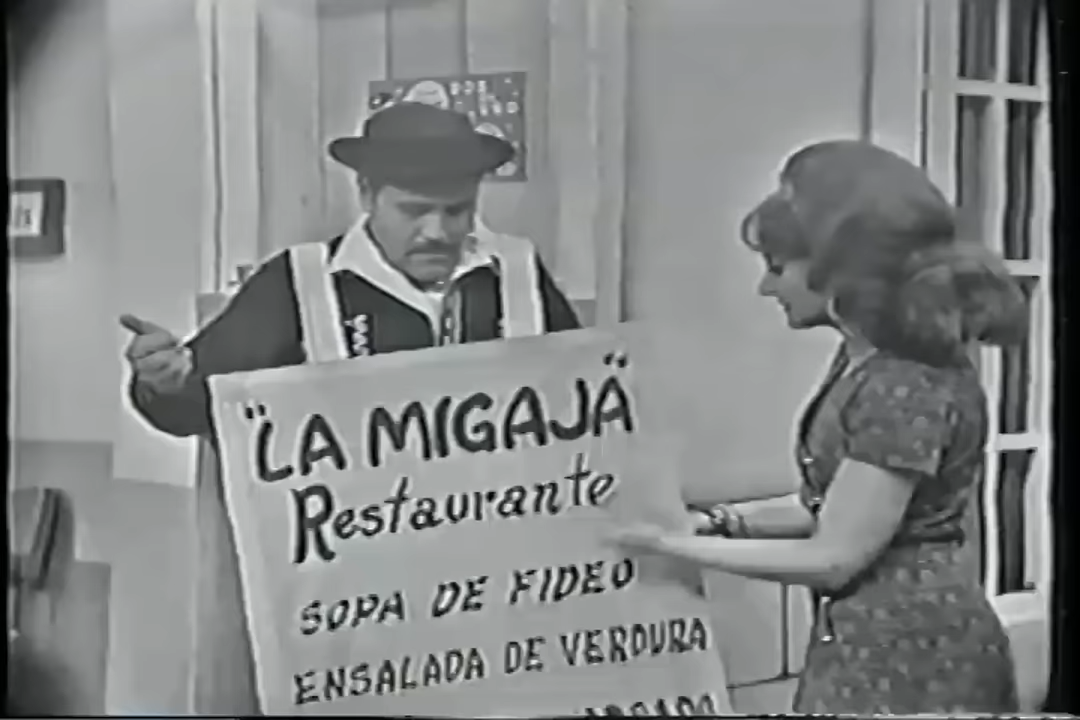 "LA MIGAJA"
Restaurante
SOPA DE FIDEO
ENSALADA DE VERDURA